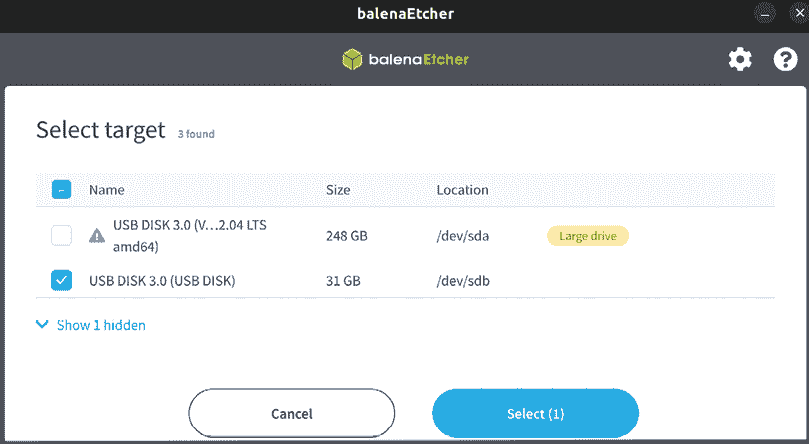 balenaEtcher
balenaEtcher
Select target 3 found
Name Size Location
USB DISK 3.0 (V...2.04 LTS
amd64) 248 GB /dev/sda Large drive
USB DISK 3.0 (USB DISK) 31 GB /dev/sdb
Show 1 hidden
Cancel Select (1)